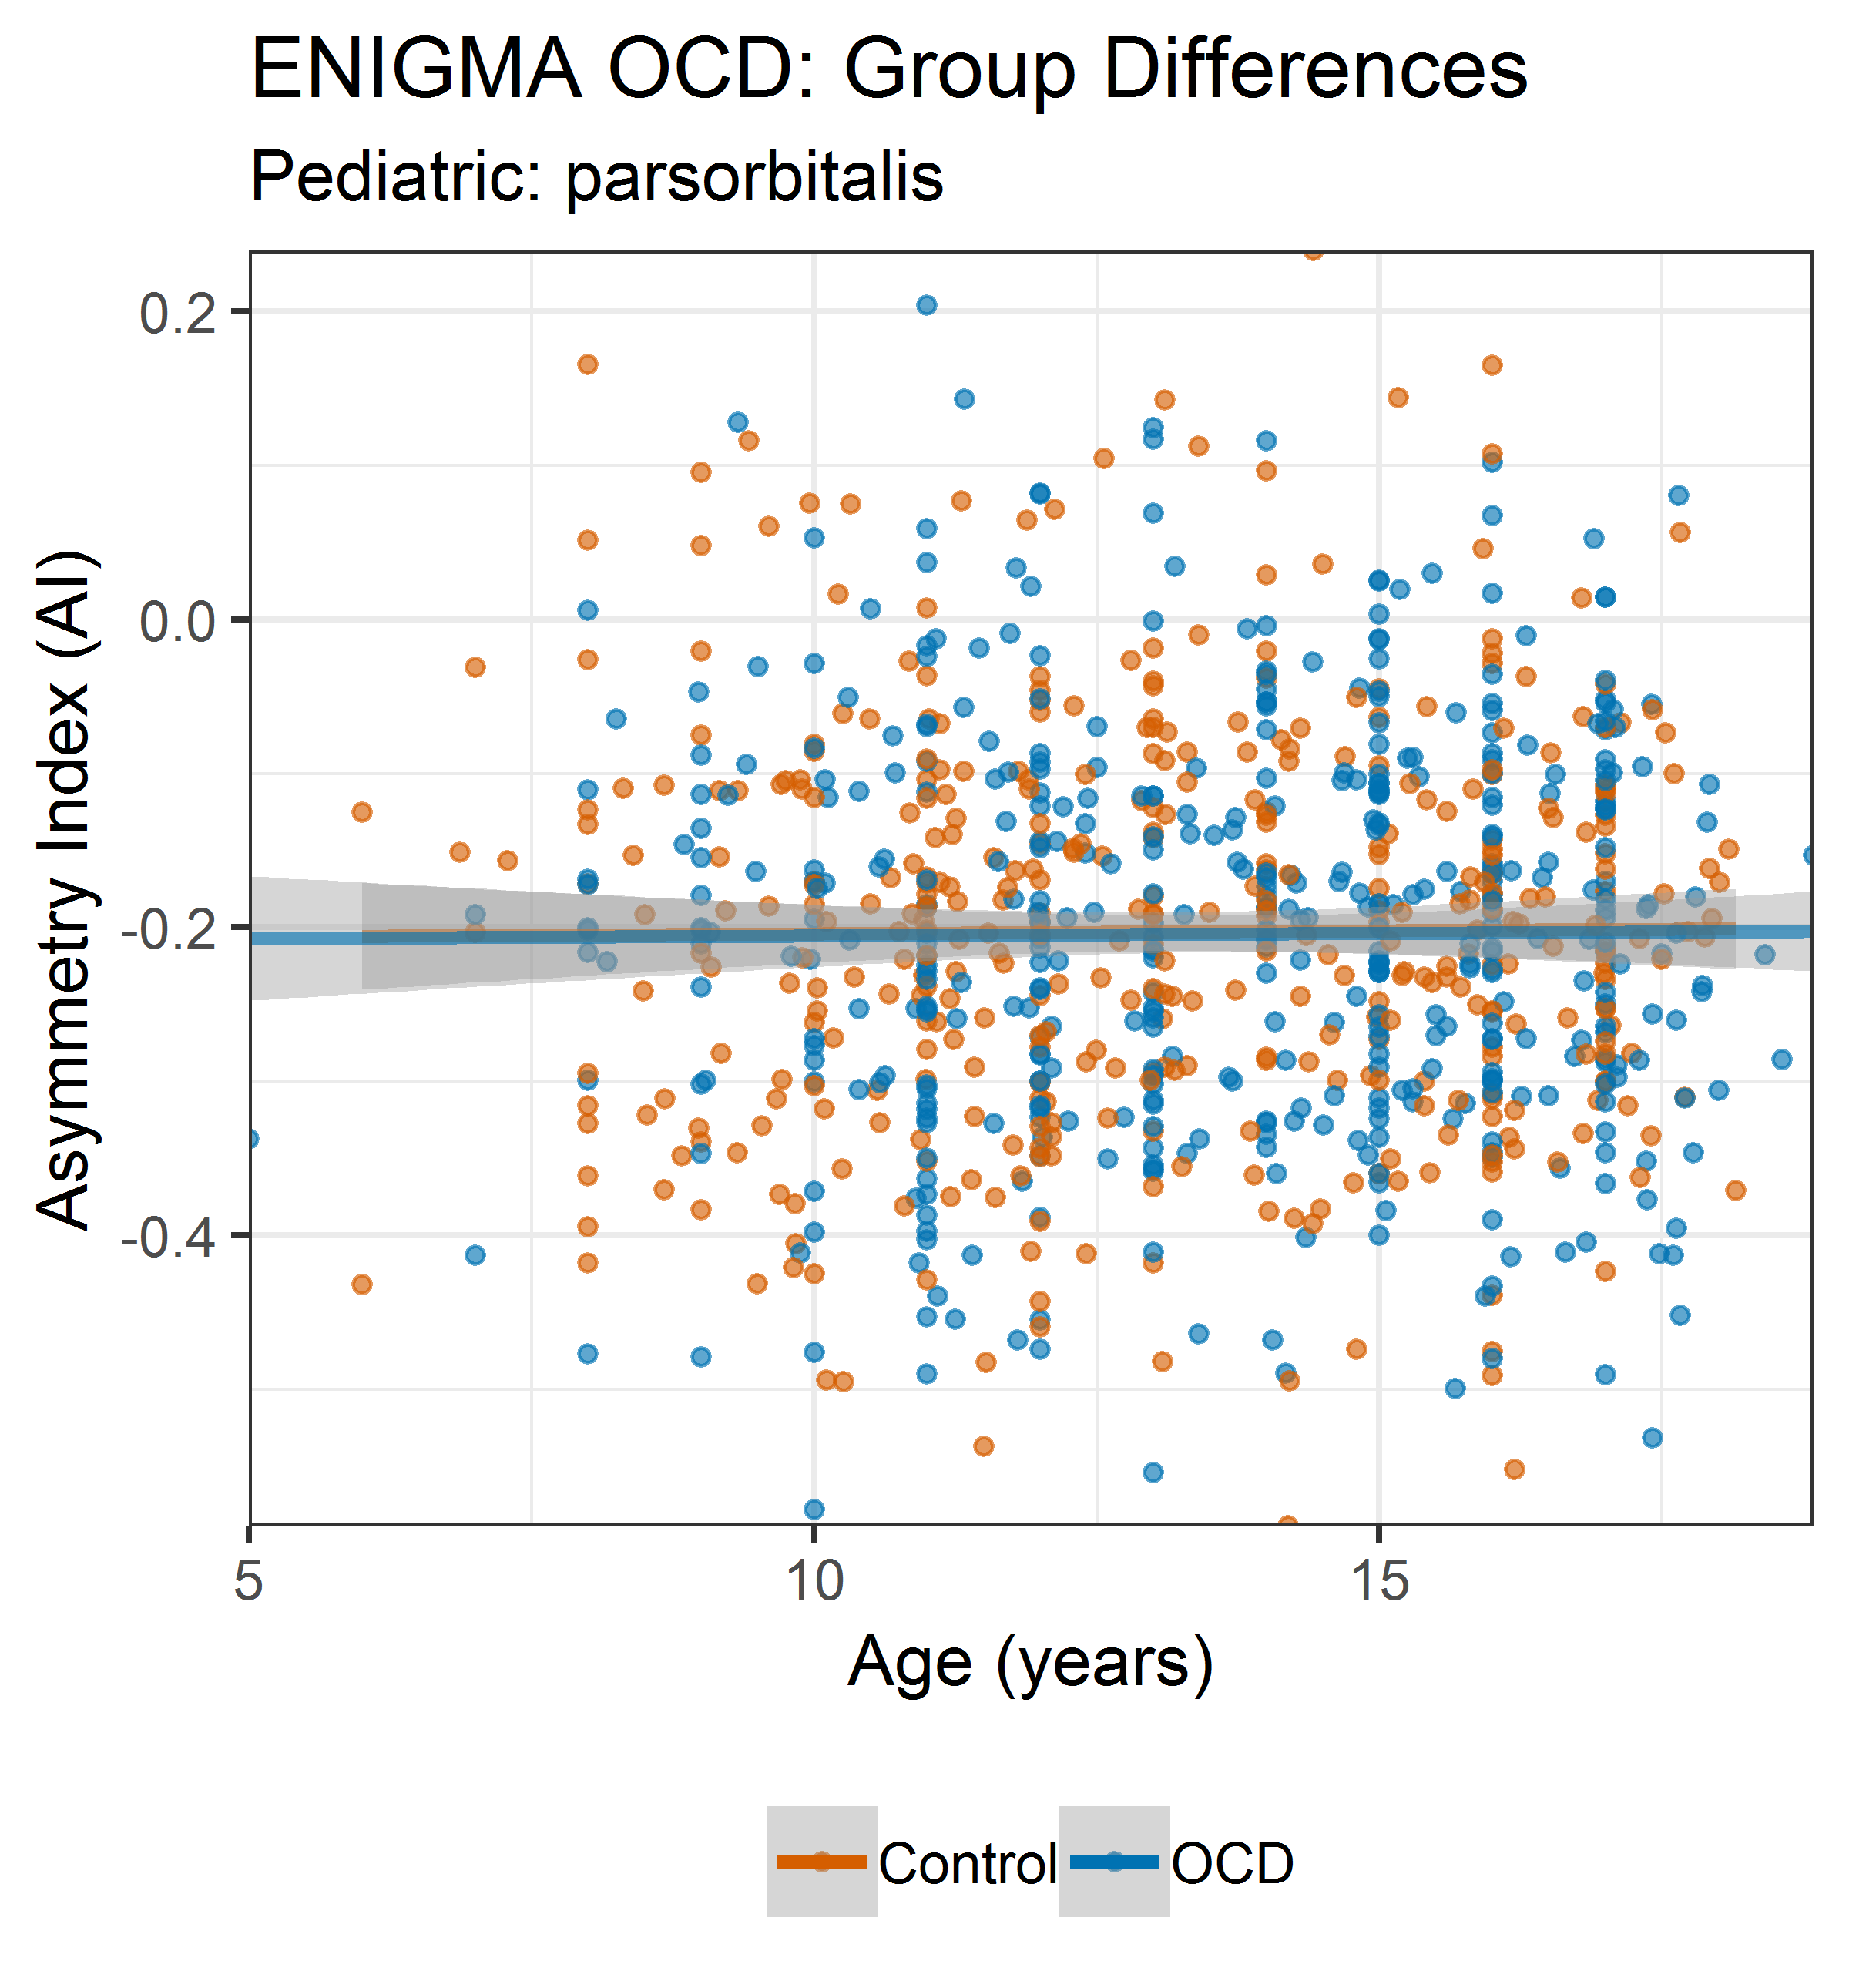 ENIGMA OCD: Group Differences
Pediatric: parsorbitalis
Asymmetry Index (AI)
0.2
0.0
-0.2
-0.4
5
10
15
Age (years)
Control
OCD